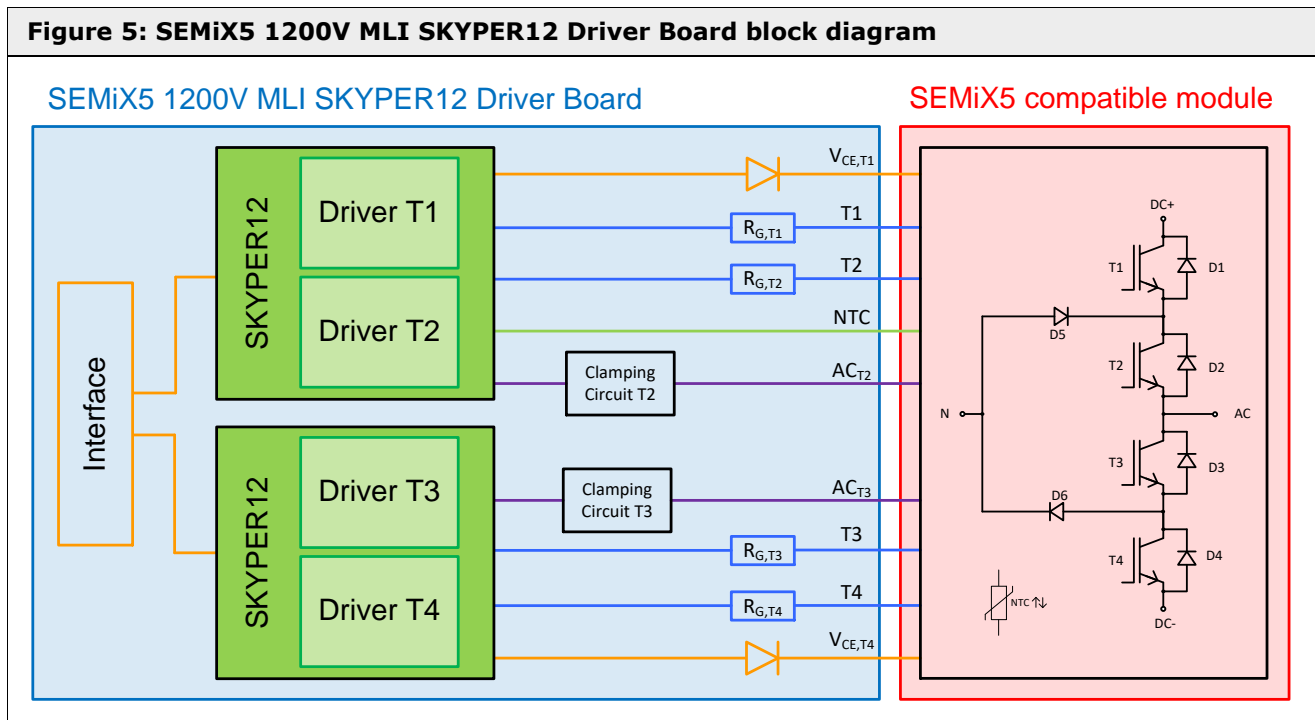 Figure 5: SEMiX5 1200V MLI SKYPER12 Driver Board block diagram
SEMiX5 1200V MLI SKYPER12 Driver Board
SEMiX5 compatible module
Interface
SKYPER12
Driver T1
Driver T2
SKYPER12
Driver T3
Driver T4
V_CE,T1
R_G,T1
T1
R_G,T2
T2
NTC
Clamping
Circuit T2
AC_T2
Clamping
Circuit T3
AC_T3
R_G,T3
T3
R_G,T4
T4
V_CE,T4
DC+
T1
D1
D5
T2
D2
N
AC
T3
D3
D6
T4
D4
NTC ↑↓
DC-